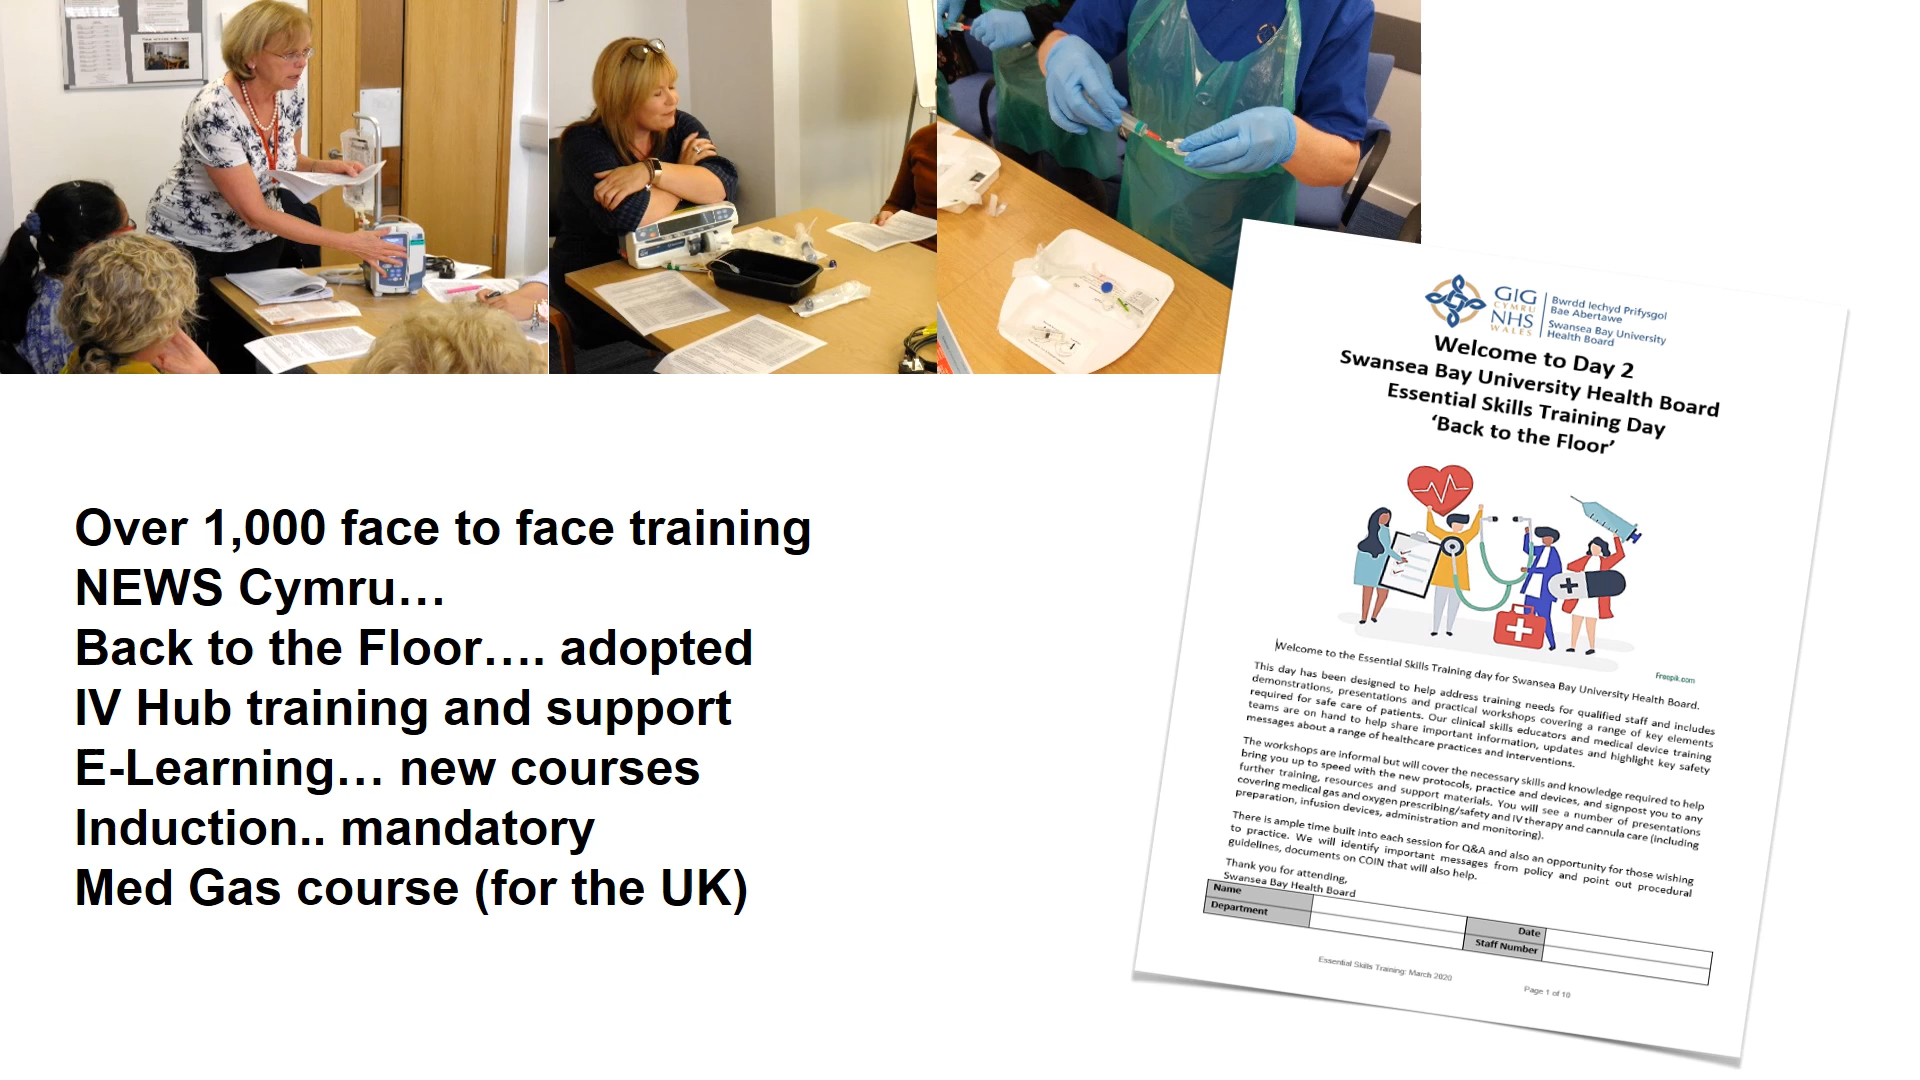 Over 1,000 face to face training
NEWS Cymru…
Back to the Floor…. adopted
IV Hub training and support
E-Learning… new courses
Induction.. mandatory
Med Gas course (for the UK)
GIG
CYMRU
NHS
WALES
Bwrdd Iechyd Prifysgol
Bae Abertawe
Swansea Bay University
Health Board
Welcome to Day 2
Swansea Bay University Health Board
Essential Skills Training Day
‘Back to the Floor’
Freepik.com
Welcome to the Essential Skills Training day for Swansea Bay University Health Board.
This day has been designed to help address training needs for qualified staff and includes
demonstrations, presentations and practical workshops covering a range of key elements
required for safe care of patients. Our clinical skills educators and medical device training
teams are on hand to help share important information, updates and highlight key safety
messages about a range of healthcare practices and interventions.
The workshops are informal but will cover the necessary skills and knowledge required to help
bring you up to speed with the new protocols, practice and devices, and signpost you to any
further training, resources and support materials. You will see a number of presentations
covering medical gas and oxygen prescribing/safety and IV therapy and cannula care (including
preparation, infusion devices, administration and monitoring).
There is ample time built into each session for Q&A and also an opportunity for those wishing
to practice. We will identify important messages from policy and point out procedural
guidelines, documents on COIN that will also help.
Thank you for attending,
Swansea Bay Health Board
Name
Date
Department
Staff Number
Essential Skills Training: March 2020
Page 1 of 10